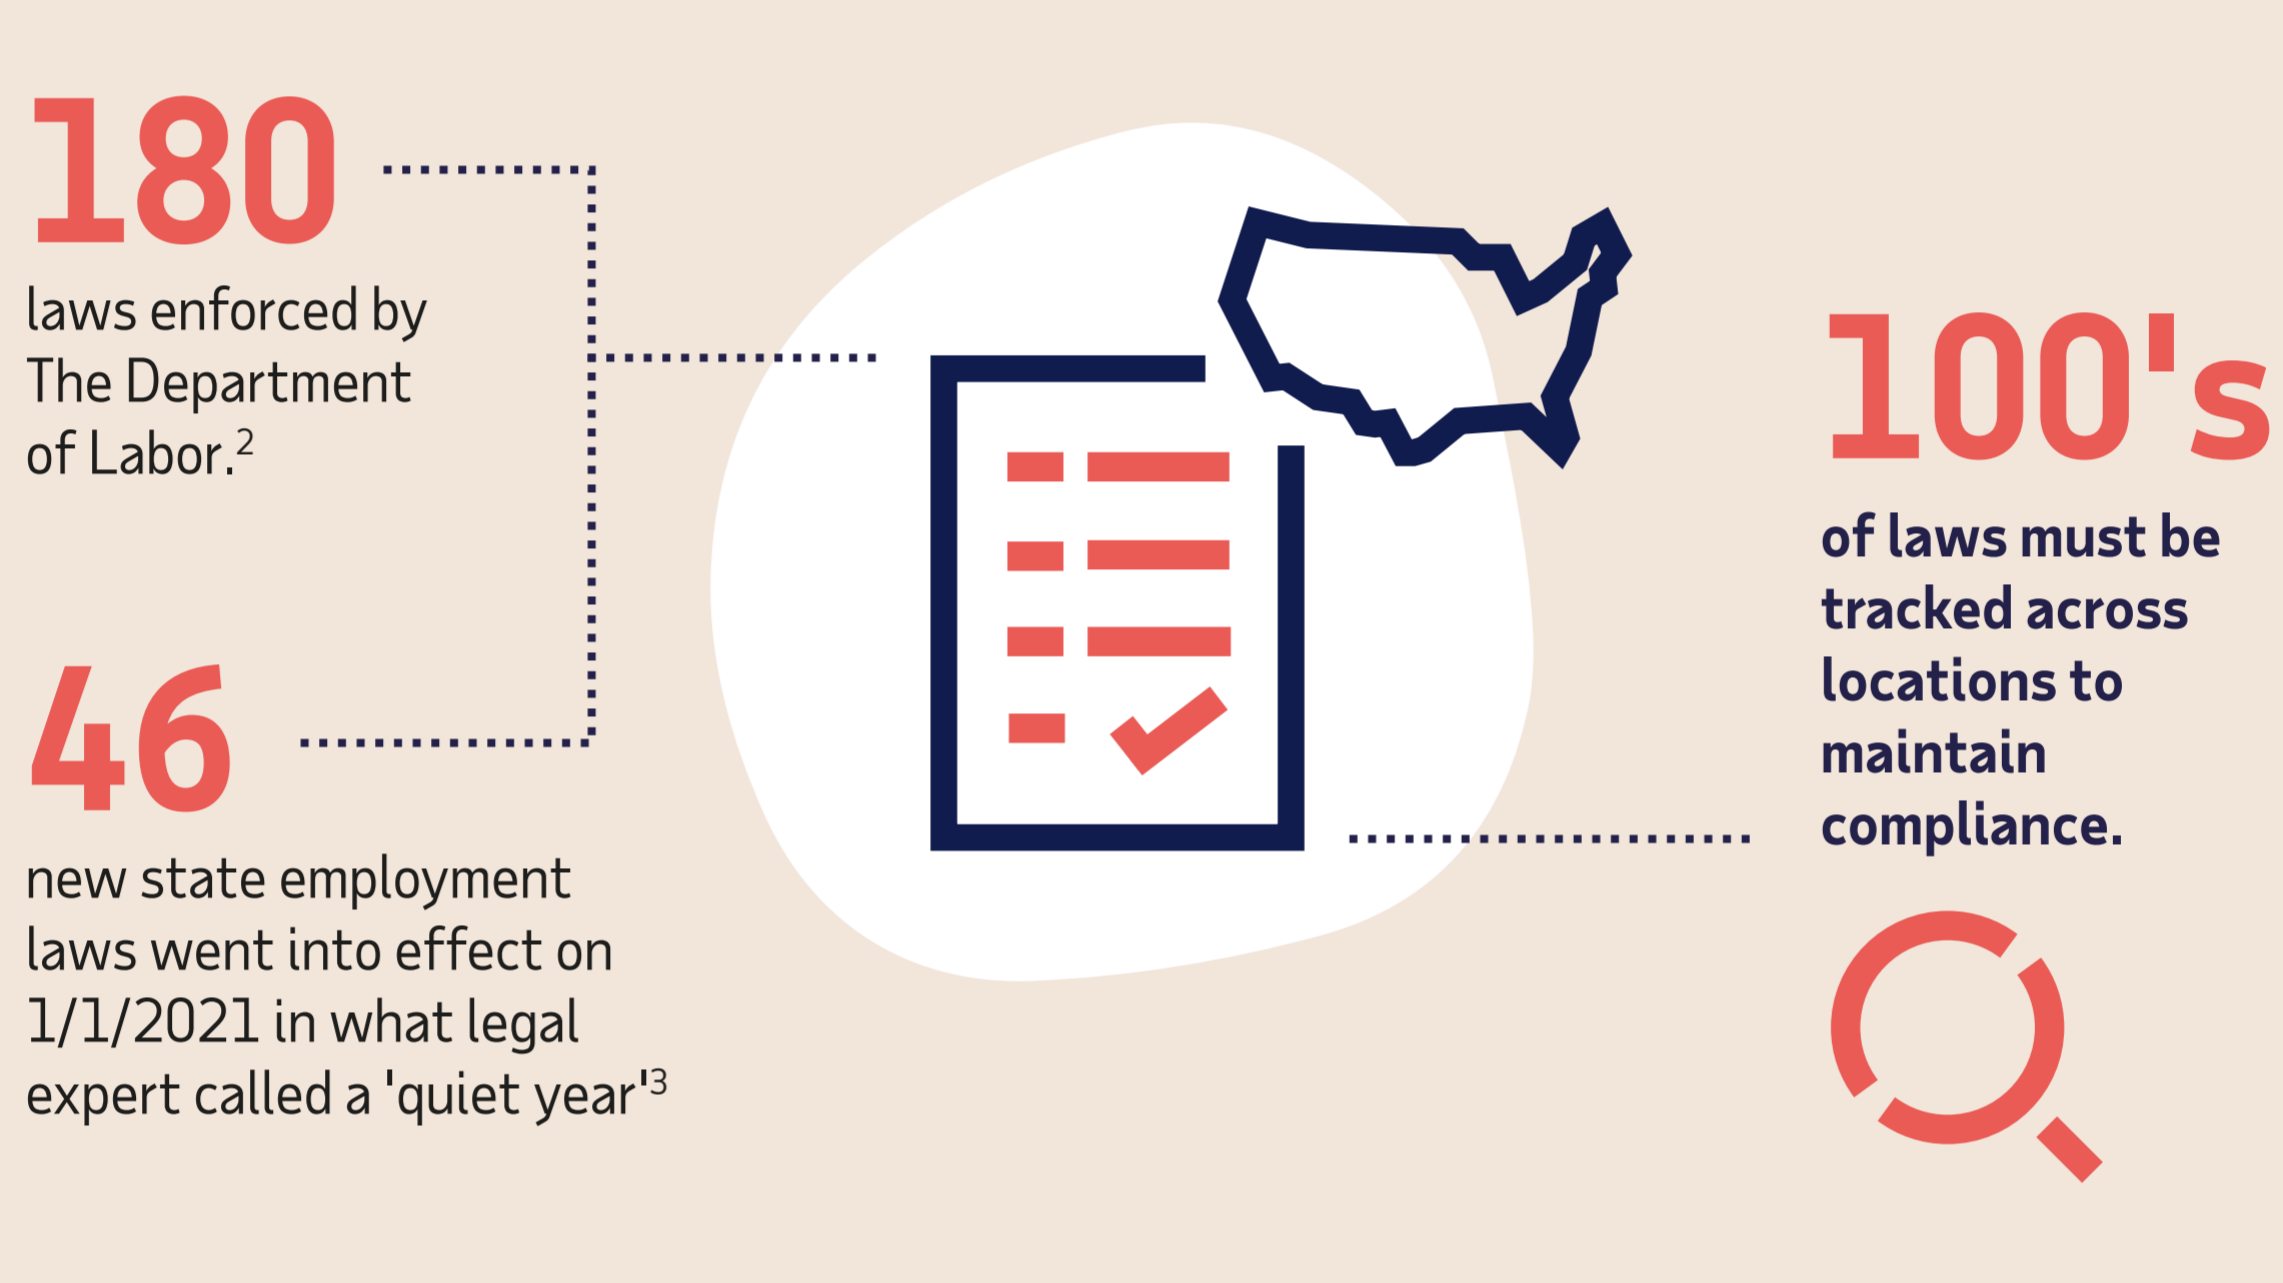 180
laws enforced by
The Department
of Labor.2
46
new state employment
laws went into effect on
1/1/2021 in what legal
expert called a 'quiet year'3
100's
of laws must be
tracked across
locations to
maintain
compliance.